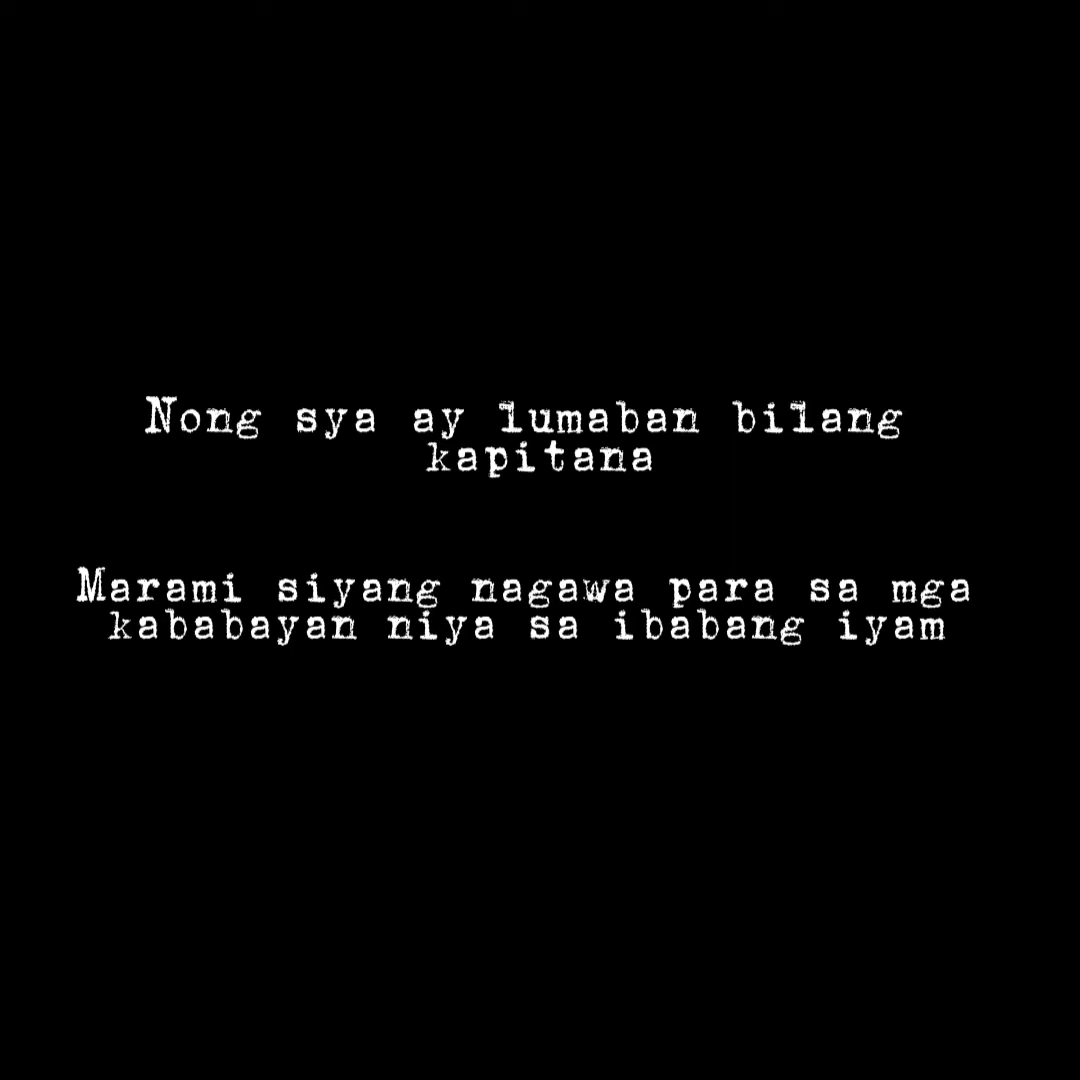 Nong sya ay lumaban bilang
kapitana
Marami siyang nagawa para sa mga
kababayan niya sa ibabang iyam